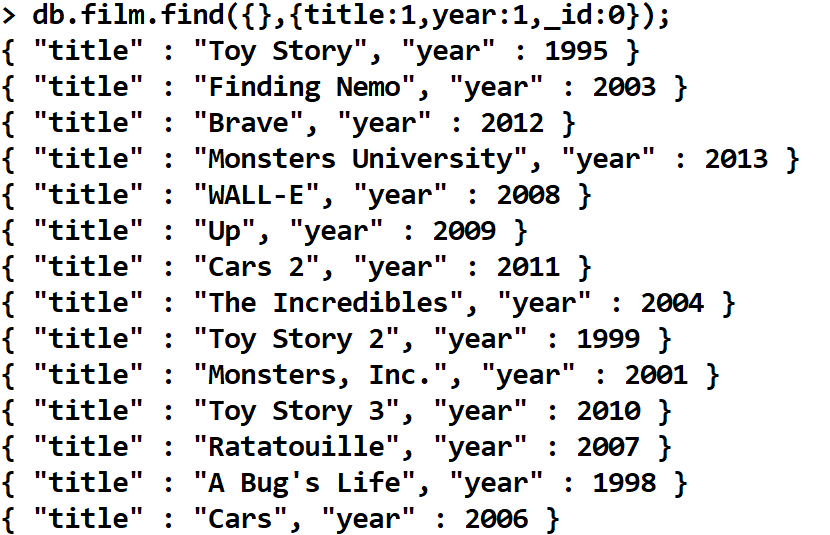 > db.film.find({},{title:1,year:1,_id:0});
{ "title" : "Toy Story", "year" : 1995 }
{ "title" : "Finding Nemo", "year" : 2003 }
{ "title" : "Brave", "year" : 2012 }
{ "title" : "Monsters University", "year" : 2013 }
{ "title" : "WALL-E", "year" : 2008 }
{ "title" : "Up", "year" : 2009 }
{ "title" : "Cars 2", "year" : 2011 }
{ "title" : "The Incredibles", "year" : 2004 }
{ "title" : "Toy Story 2", "year" : 1999 }
{ "title" : "Monsters, Inc.", "year" : 2001 }
{ "title" : "Toy Story 3", "year" : 2010 }
{ "title" : "Ratatouille", "year" : 2007 }
{ "title" : "A Bug's Life", "year" : 1998 }
{ "title" : "Cars", "year" : 2006 }